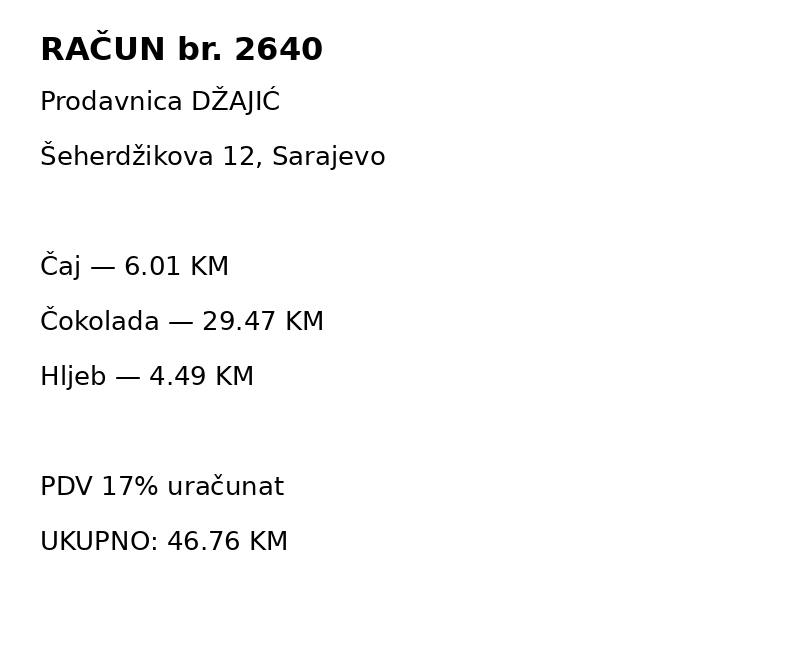 RAČUN br. 2640
Prodavnica DŽAJIĆ
Šeherdžikova 12, Sarajevo
Čaj — 6.01 KM
Čokolada — 29.47 KM
Hljeb — 4.49 KM
PDV 17% uračunat
UKUPNO: 46.76 KM